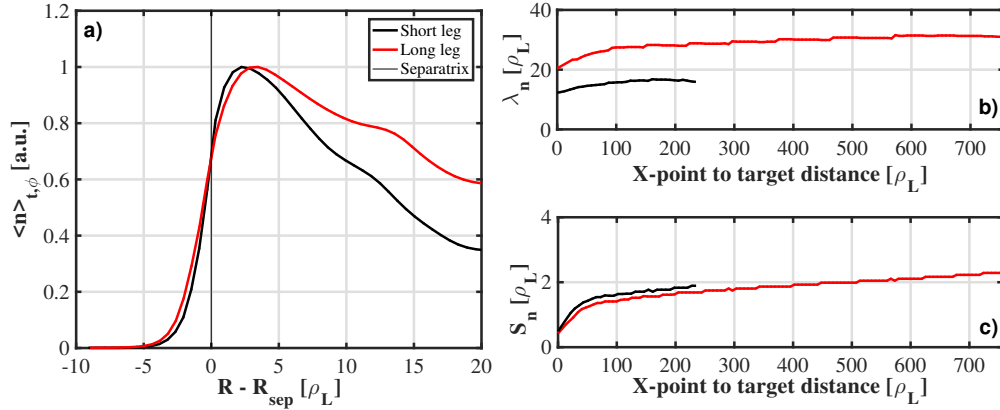 a)
Short leg
Long leg
Separatrix
<n>t,ϕ [a.u.]
1.2
1
0.8
0.6
0.4
0.2
0
-10 -5 0 5 10 15 20
R - Rsep [ρL]
λn [ρL]
40
20
0
b)
0 100 200 300 400 500 600 700
X-point to target distance [ρL]
Sn [ρL]
4
2
0
c)
0 100 200 300 400 500 600 700
X-point to target distance [ρL]